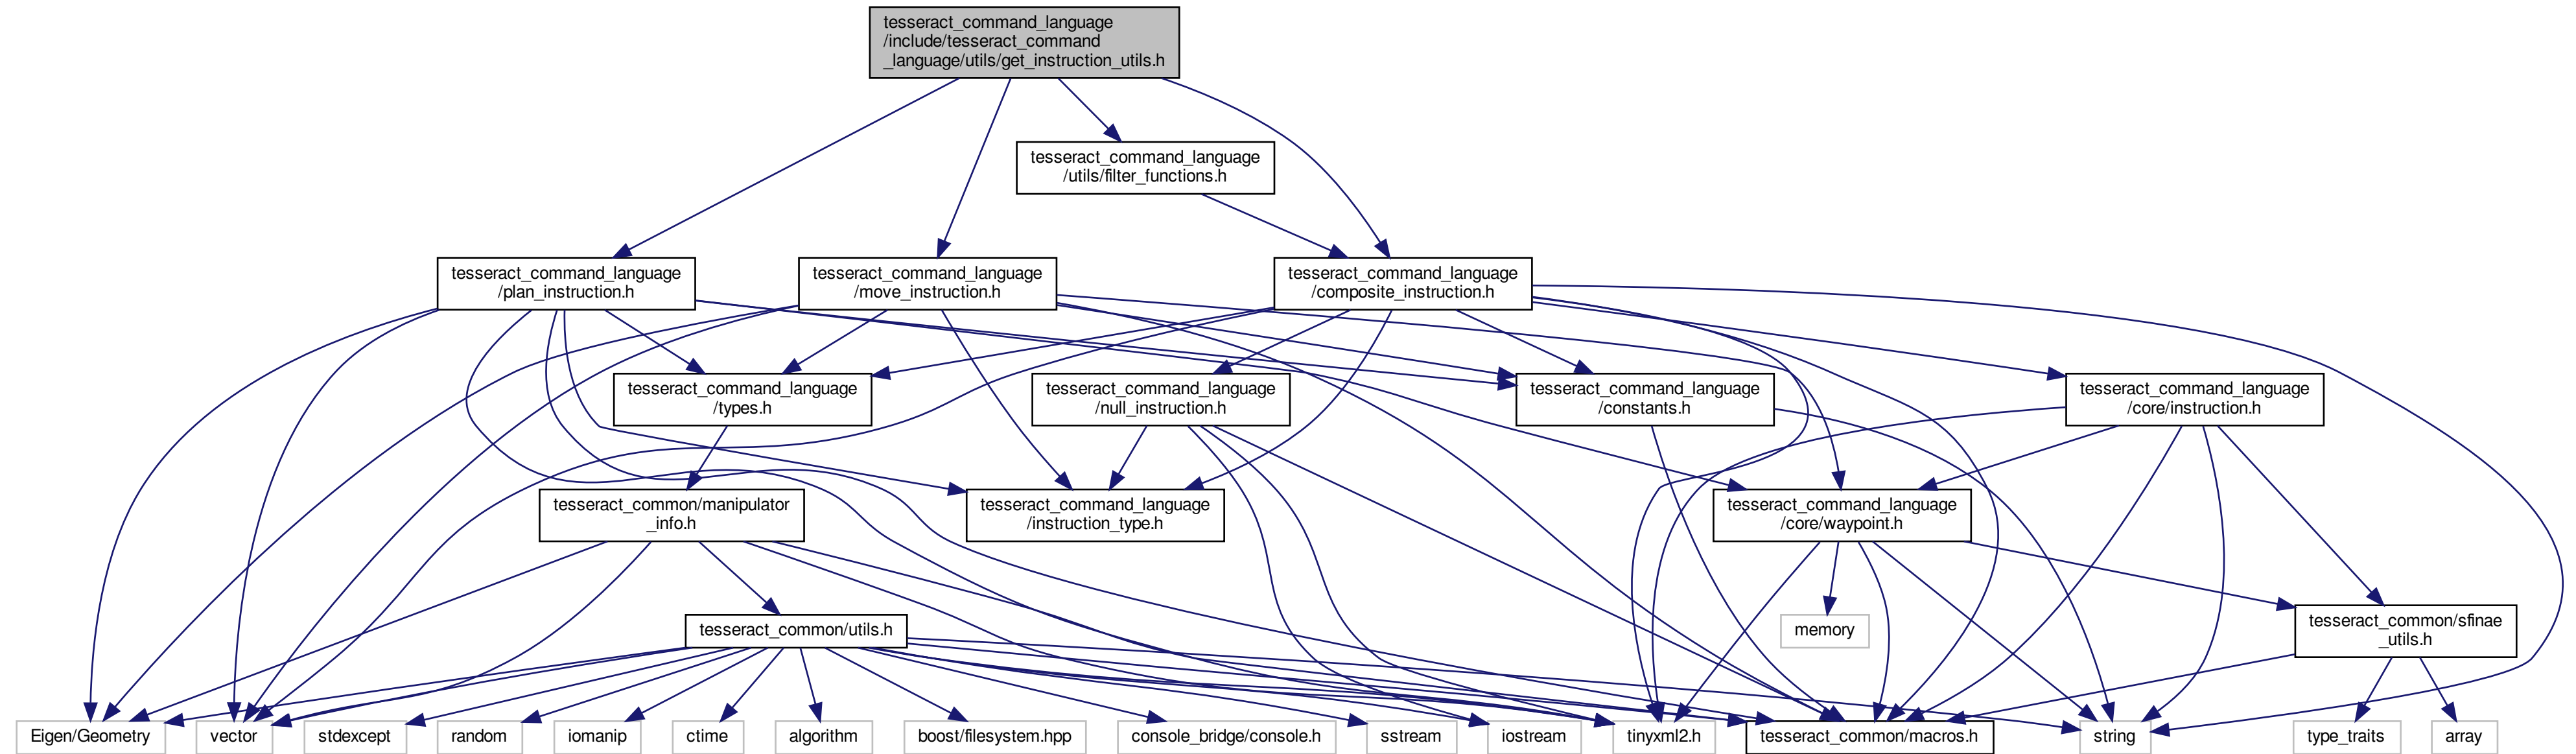 tesseract_command_language
/include/tesseract_command
_language/utils/get_instruction_utils.h
tesseract_command_language
/utils/filter_functions.h
tesseract_command_language
/plan_instruction.h
tesseract_command_language
/move_instruction.h
tesseract_command_language
/composite_instruction.h
tesseract_command_language
/types.h
tesseract_command_language
/null_instruction.h
tesseract_command_language
/constants.h
tesseract_command_language
/core/instruction.h
tesseract_common/manipulator
_info.h
tesseract_command_language
/instruction_type.h
tesseract_command_language
/core/waypoint.h
tesseract_common/utils.h
memory
tesseract_common/sfinae
_utils.h
Eigen/Geometry
vector
stdexcept
random
iomanip
ctime
algorithm
boost/filesystem.hpp
console_bridge/console.h
sstream
iostream
tinyxml2.h
tesseract_common/macros.h
string
type_traits
array